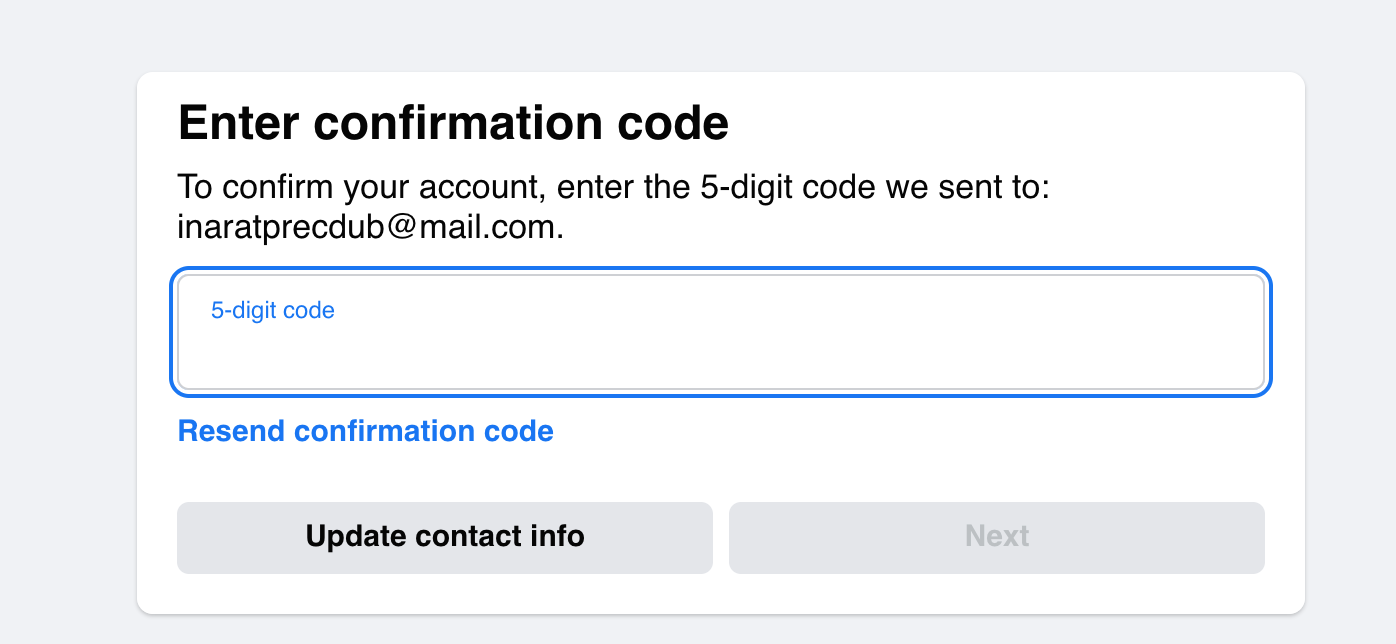 Enter confirmation code
To confirm your account, enter the 5-digit code we sent to:
inaratprecdub@mail.com.
5-digit code
Resend confirmation code
Update contact info
Next